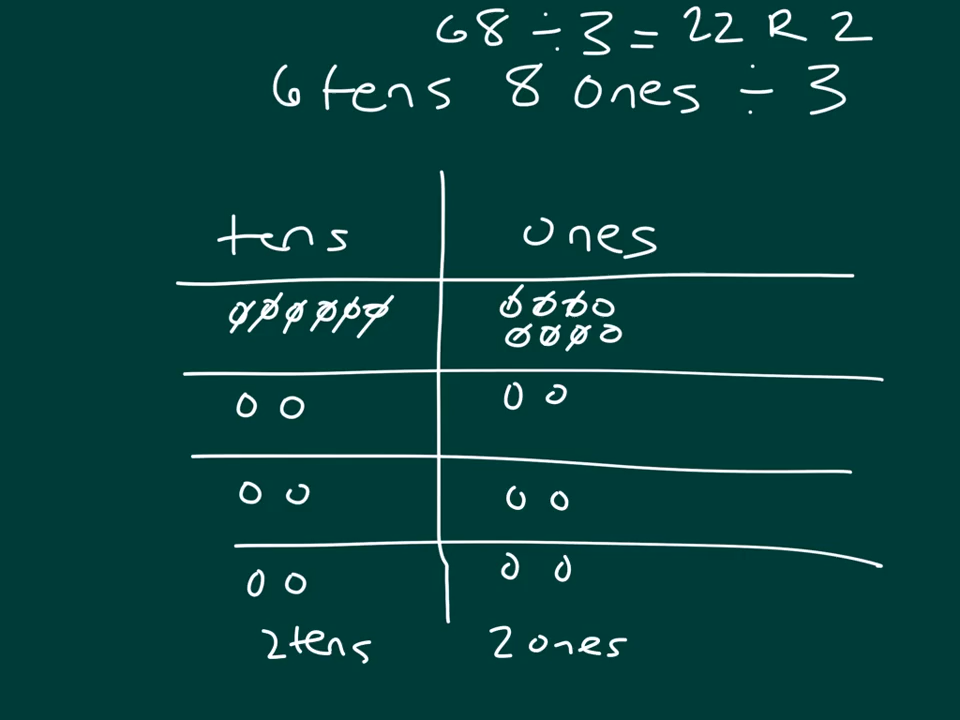 68 ÷ 3 = 22 R 2
6 tens 8 ones ÷ 3
tens ones
2 tens 2 ones